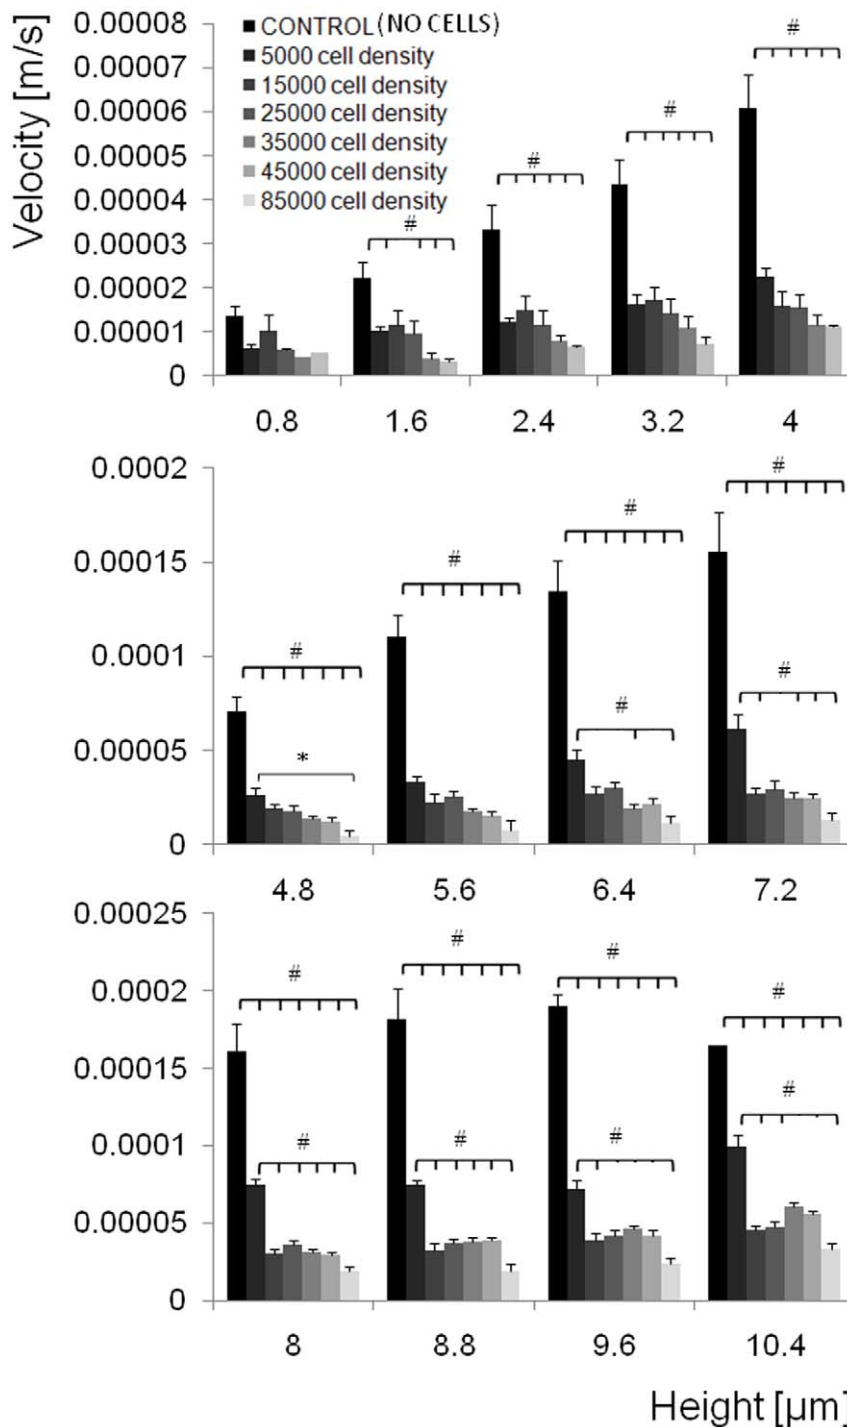 Velocity [m/s]
CONTROL (NO CELLS)
5000 cell density
15000 cell density
25000 cell density
35000 cell density
45000 cell density
85000 cell density
0.00008
0.00007
0.00006
0.00005
0.00004
0.00003
0.00002
0.00001
0
# # # #
0.8 1.6 2.4 3.2 4
0.0002
0.00015
0.0001
0.00005
0
# # # #
* # #
4.8 5.6 6.4 7.2
0.00025
0.0002
0.00015
0.0001
0.00005
0
# # # #
# # # #
8 8.8 9.6 10.4
Height [µm]